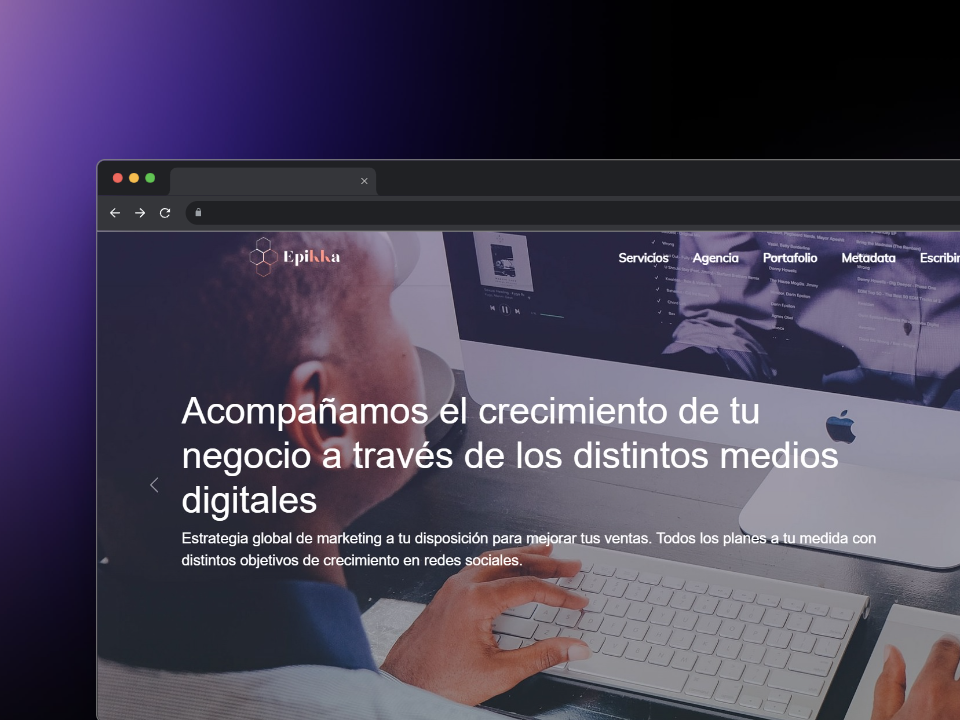 Epikka
Servicios Agencia Portafolio Metadata
Acompañamos el crecimiento de tu
negocio a través de los distintos medios
digitales
Estrategia global de marketing a tu disposición para mejorar tus ventas. Todos los planes a tu medida con
distintos objetivos de crecimiento en redes sociales.